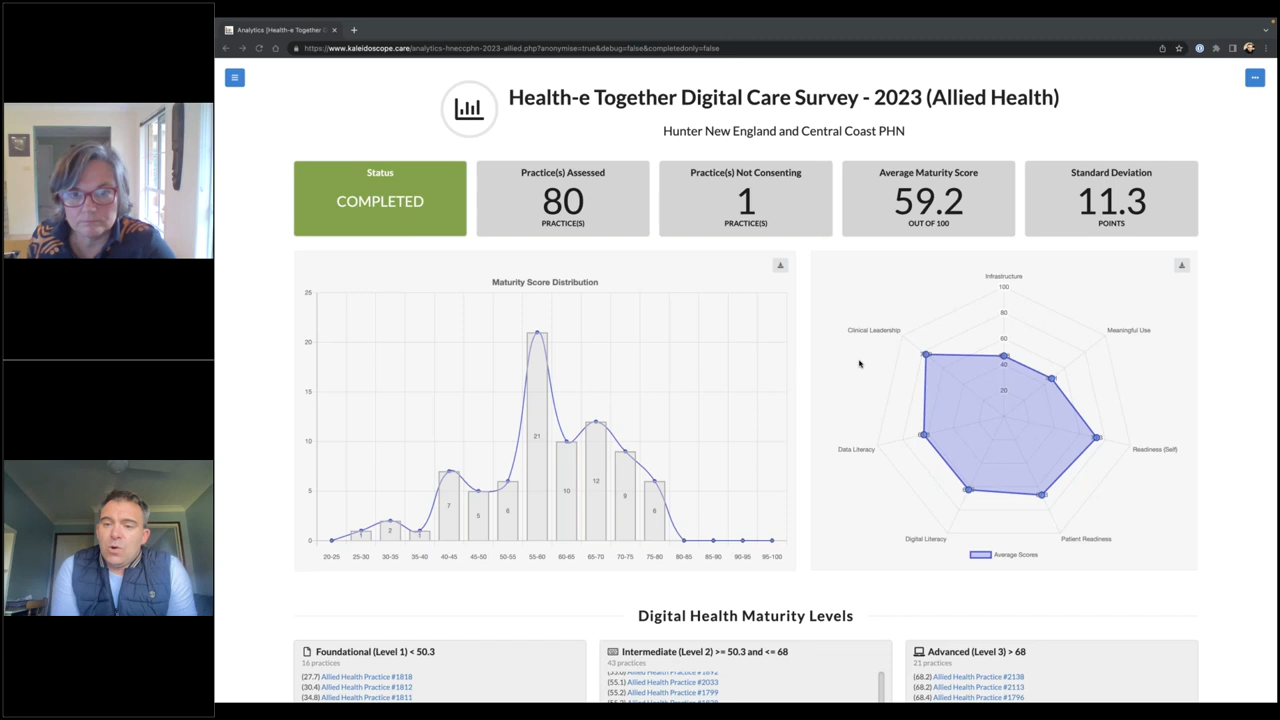 Analytics [Health-e Together D
https://www.kaleidoscope.care/analytics-hneccphn-2023-allied.php?anonymise=true&debug=false&completedonly=false
Health-e Together Digital Care Survey - 2023 (Allied Health)
Hunter New England and Central Coast PHN
Status
COMPLETED
Practice(s) Assessed
80
PRACTICE(S)
Practice(s) Not Consenting
1
PRACTICE(S)
Average Maturity Score
59.2
OUT OF 100
Standard Deviation
11.3
POINTS
Maturity Score Distribution
25
20
15
10
5
0
1
2
1
7
5
6
21
10
12
9
6
20-25 25-30 30-35 35-40 40-45 45-50 50-55 55-60 60-65 65-70 70-75 75-80 80-85 85-90 90-95 95-100
Infrastructure
100
80
60
40
20
Clinical Leadership
Meaningful Use
Data Literacy
Readiness (Self)
Digital Literacy
Patient Readiness
Average Scores
Digital Health Maturity Levels
Foundational (Level 1) < 50.3
16 practices
(27.7) Allied Health Practice #1818
(30.4) Allied Health Practice #1812
(34.8) Allied Health Practice #1811
Intermediate (Level 2) >= 50.3 and <= 68
43 practices
(55.1) Allied Health Practice #2033
(55.2) Allied Health Practice #1799
Advanced (Level 3) > 68
21 practices
(68.2) Allied Health Practice #2138
(68.2) Allied Health Practice #2113
(68.4) Allied Health Practice #1796